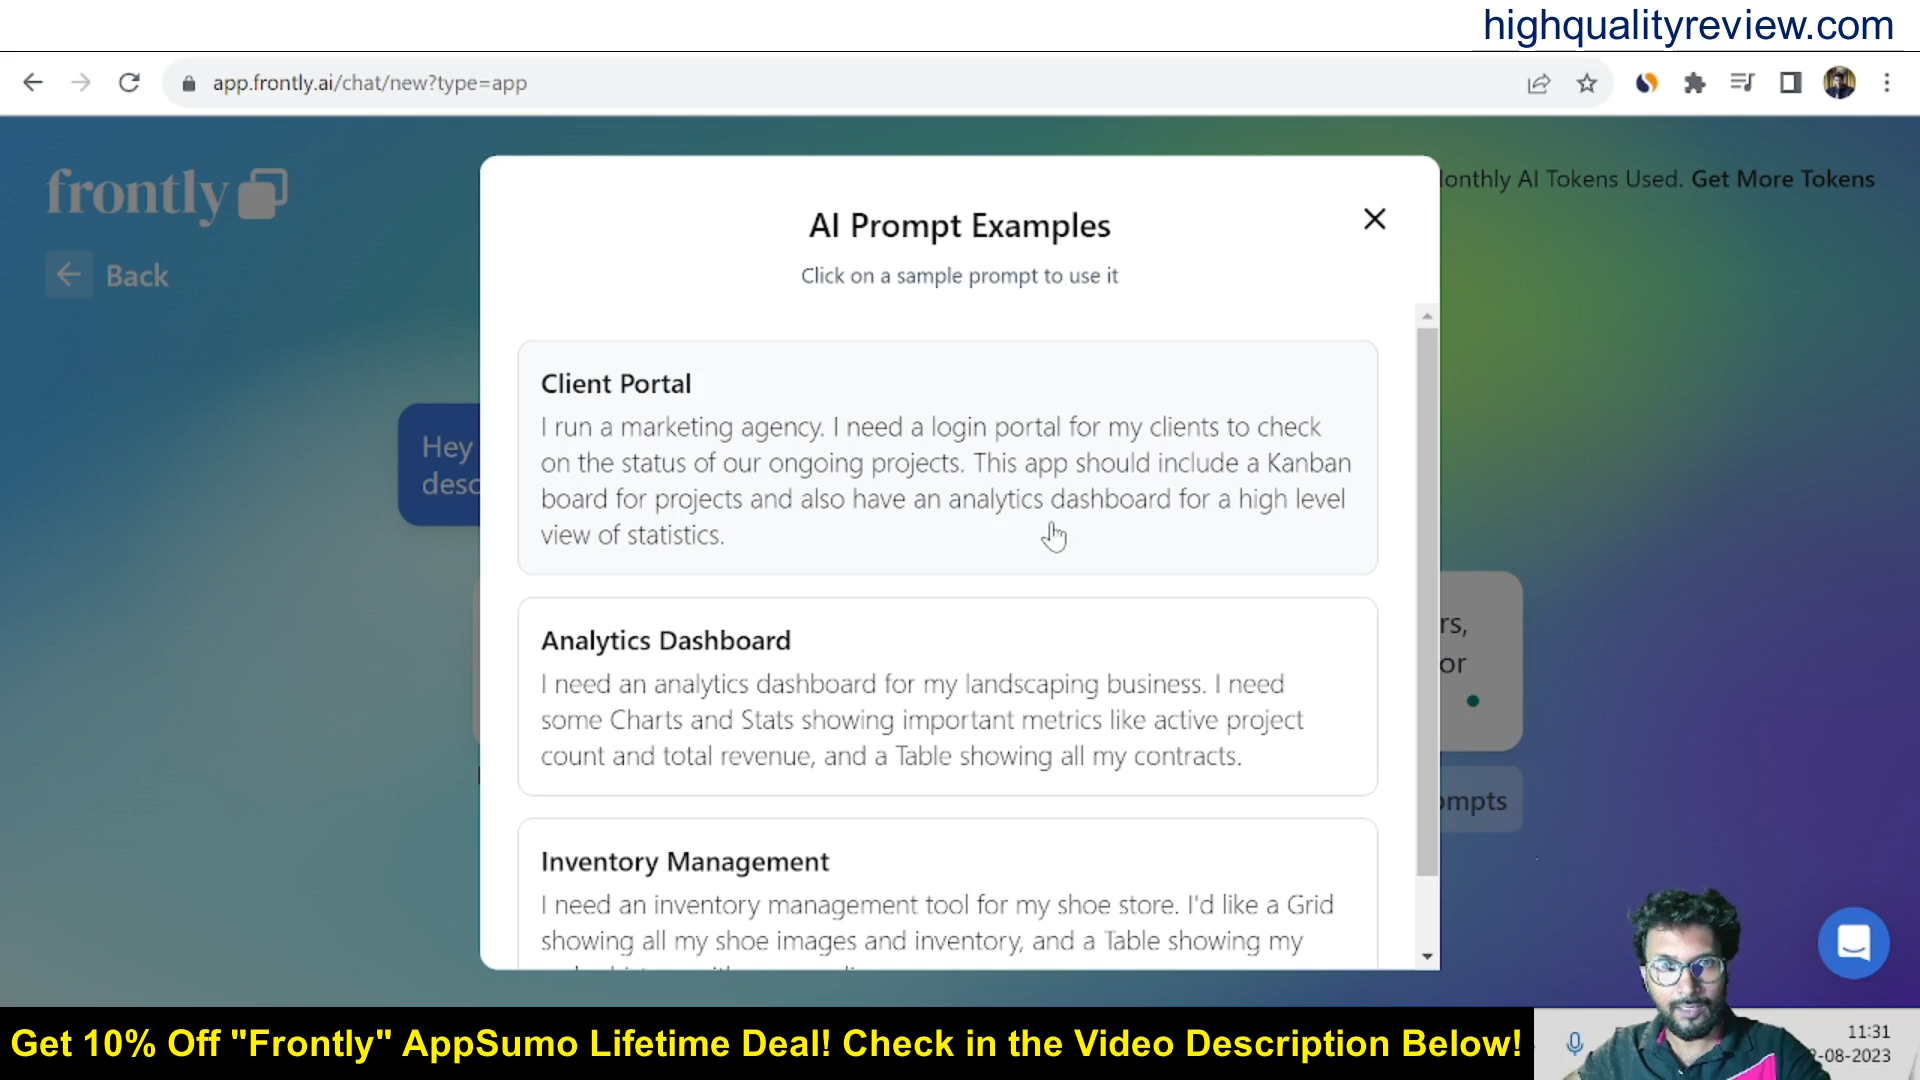 highqualityreview.com
app.frontly.ai/chat/new?type=app
frontly
onthly AI Tokens Used. Get More Tokens
Back
AI Prompt Examples
Click on a sample prompt to use it
Client Portal
I run a marketing agency. I need a login portal for my clients to check
on the status of our ongoing projects. This app should include a Kanban
board for projects and also have an analytics dashboard for a high level
view of statistics.
Hey
desc
Analytics Dashboard
I need an analytics dashboard for my landscaping business. I need
some Charts and Stats showing important metrics like active project
count and total revenue, and a Table showing all my contracts.
rs,
or
ompts
Inventory Management
I need an inventory management tool for my shoe store. I'd like a Grid
showing all my shoe images and inventory, and a Table showing my
Get 10% Off "Frontly" AppSumo Lifetime Deal! Check in the Video Description Below!
11:31
-08-2023